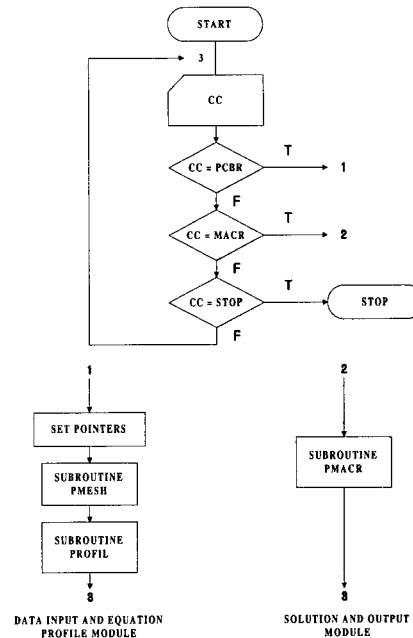 START
3
CC
CC = PCBR
T
1
F
CC = MACR
T
2
F
CC = STOP
T
STOP
F
1
SET POINTERS
SUBROUTINE
PMESH
SUBROUTINE
PROFIL
3
DATA INPUT AND EQUATION
PROFILE MODULE
2
SUBROUTINE
PMACR
3
SOLUTION AND OUTPUT
MODULE